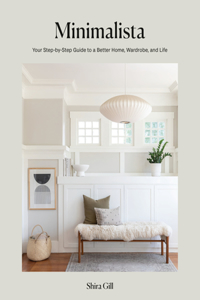 Minimalista
Your Step-by-Step Guide to a Better Home, Wardrobe, and Life
Shira Gill